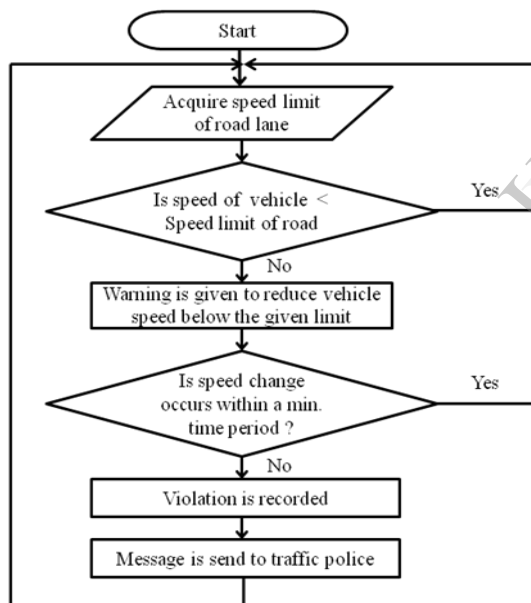 Start
Acquire speed limit
of road lane
Is speed of vehicle <
Speed limit of road
Yes
No
Warning is given to reduce vehicle
speed below the given limit
Is speed change
occurs within a min.
time period ?
Yes
No
Violation is recorded
Message is send to traffic police